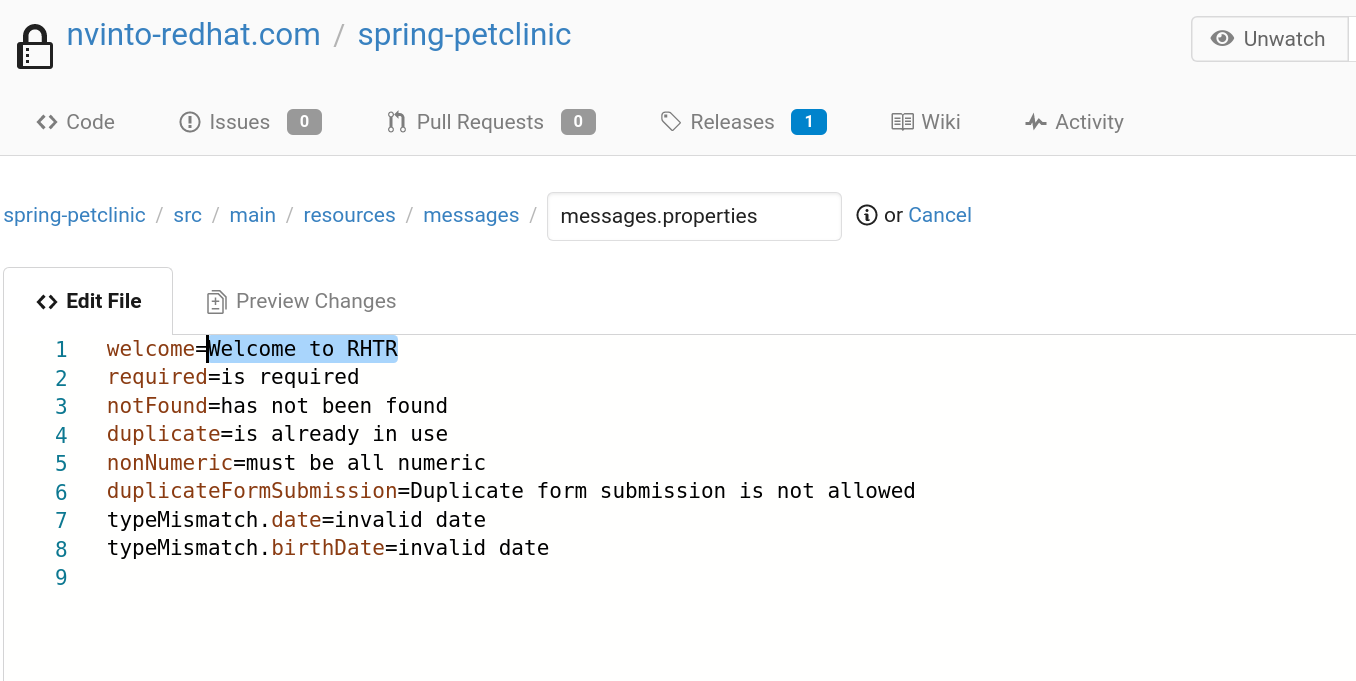 nvinto-redhat.com / spring-petclinic
Unwatch
Code
Issues 0
Pull Requests 0
Releases 1
Wiki
Activity
spring-petclinic / src / main / resources / messages / messages.properties or Cancel
Edit File
Preview Changes
1 welcome=Welcome to RHTR
2 required=is required
3 notFound=has not been found
4 duplicate=is already in use
5 nonNumeric=must be all numeric
6 duplicateFormSubmission=Duplicate form submission is not allowed
7 typeMismatch.date=invalid date
8 typeMismatch.birthDate=invalid date
9